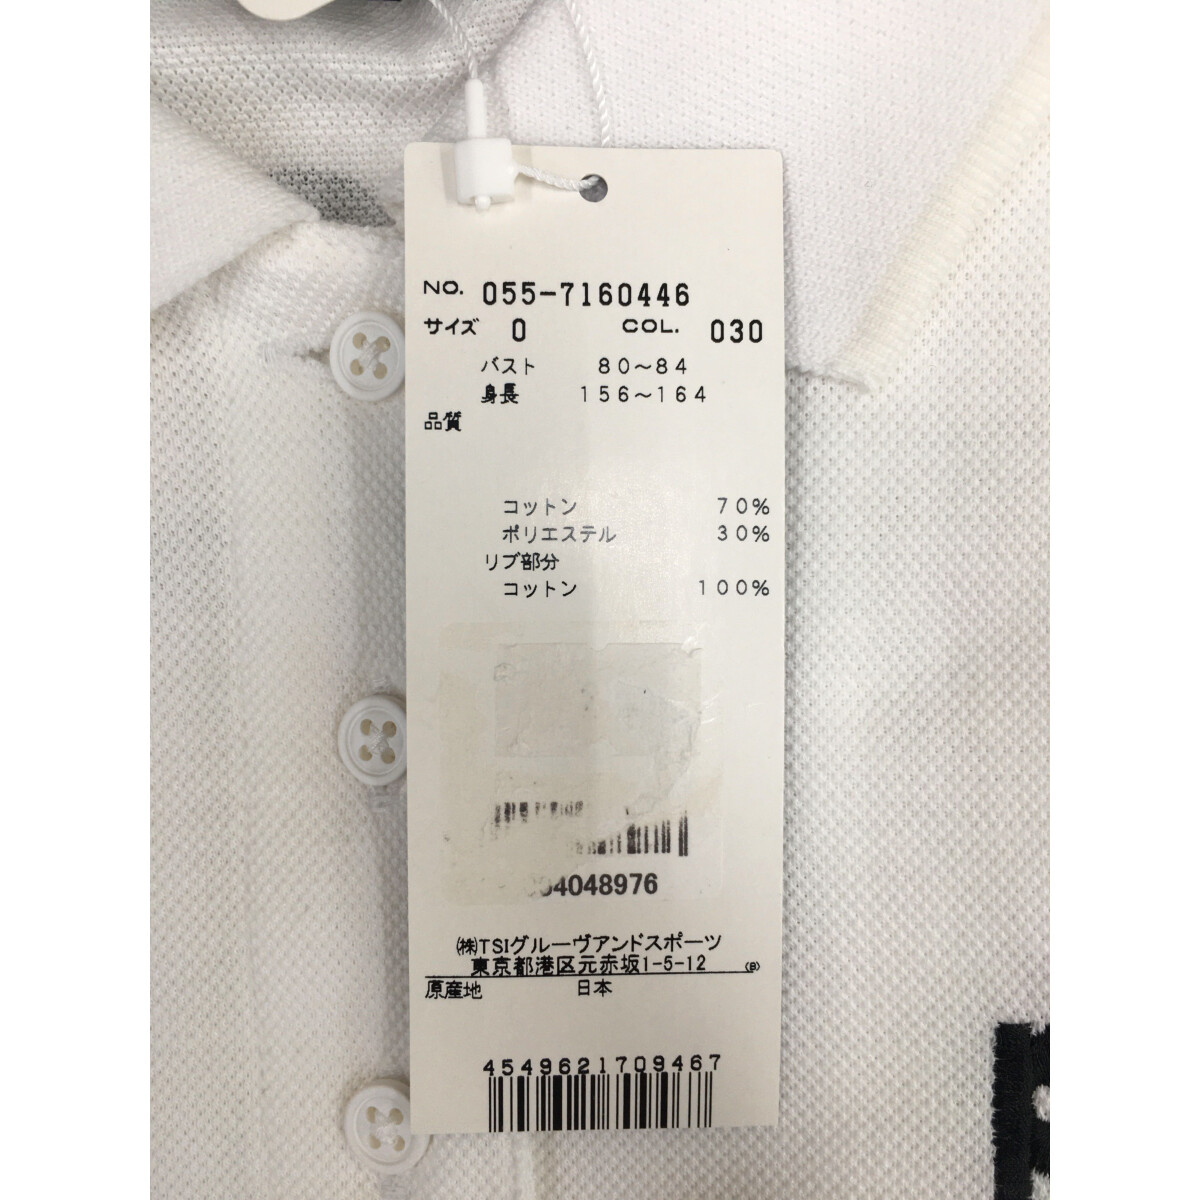 NO. 055-7160446
サイズ 0 COL. 030
バスト 80～84
身長 156～164
品質
コットン 70%
ポリエステル 30%
リブ部分
コットン 100%
4048976
㈱TSIグルーヴアンドスポーツ
東京都港区元赤坂1-5-12 (B)
原産地 日本
4549621709467